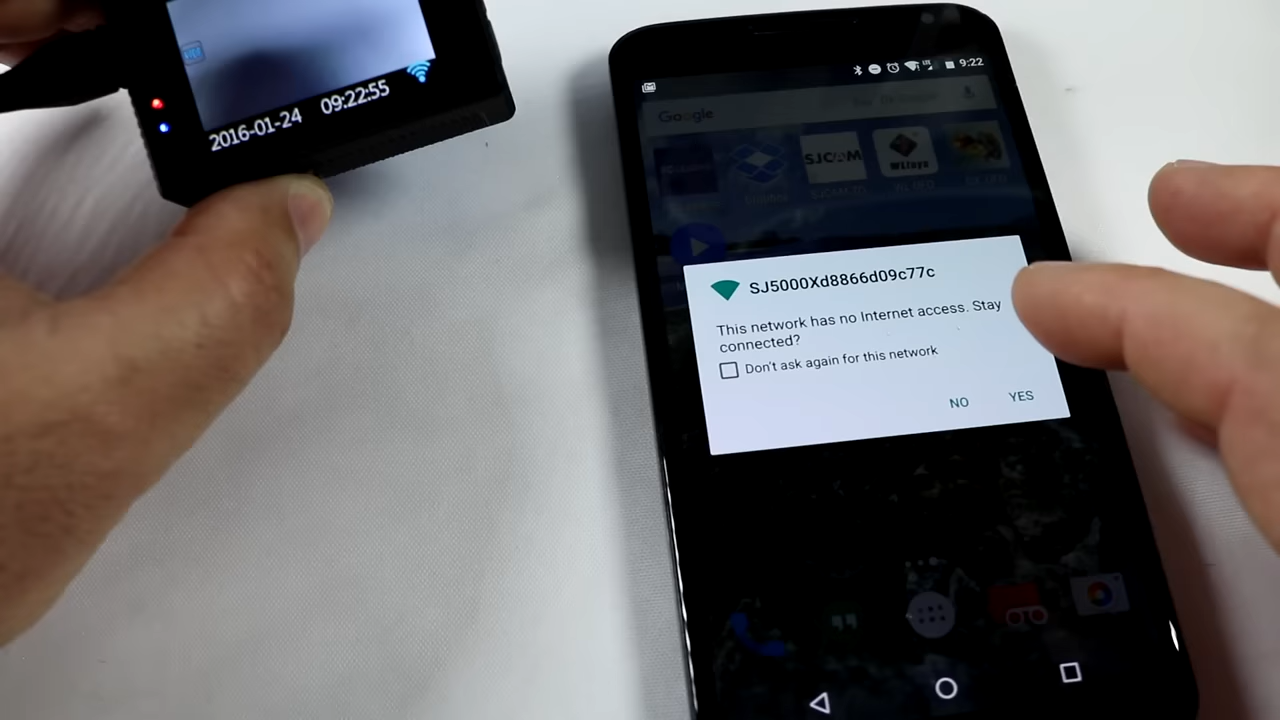 2016-01-24 09:22:55
9:22
Google
SJCAM
WLtoys
SJ5000Xd8866d09c77c
This network has no Internet access. Stay
connected?
Don't ask again for this network
NO YES